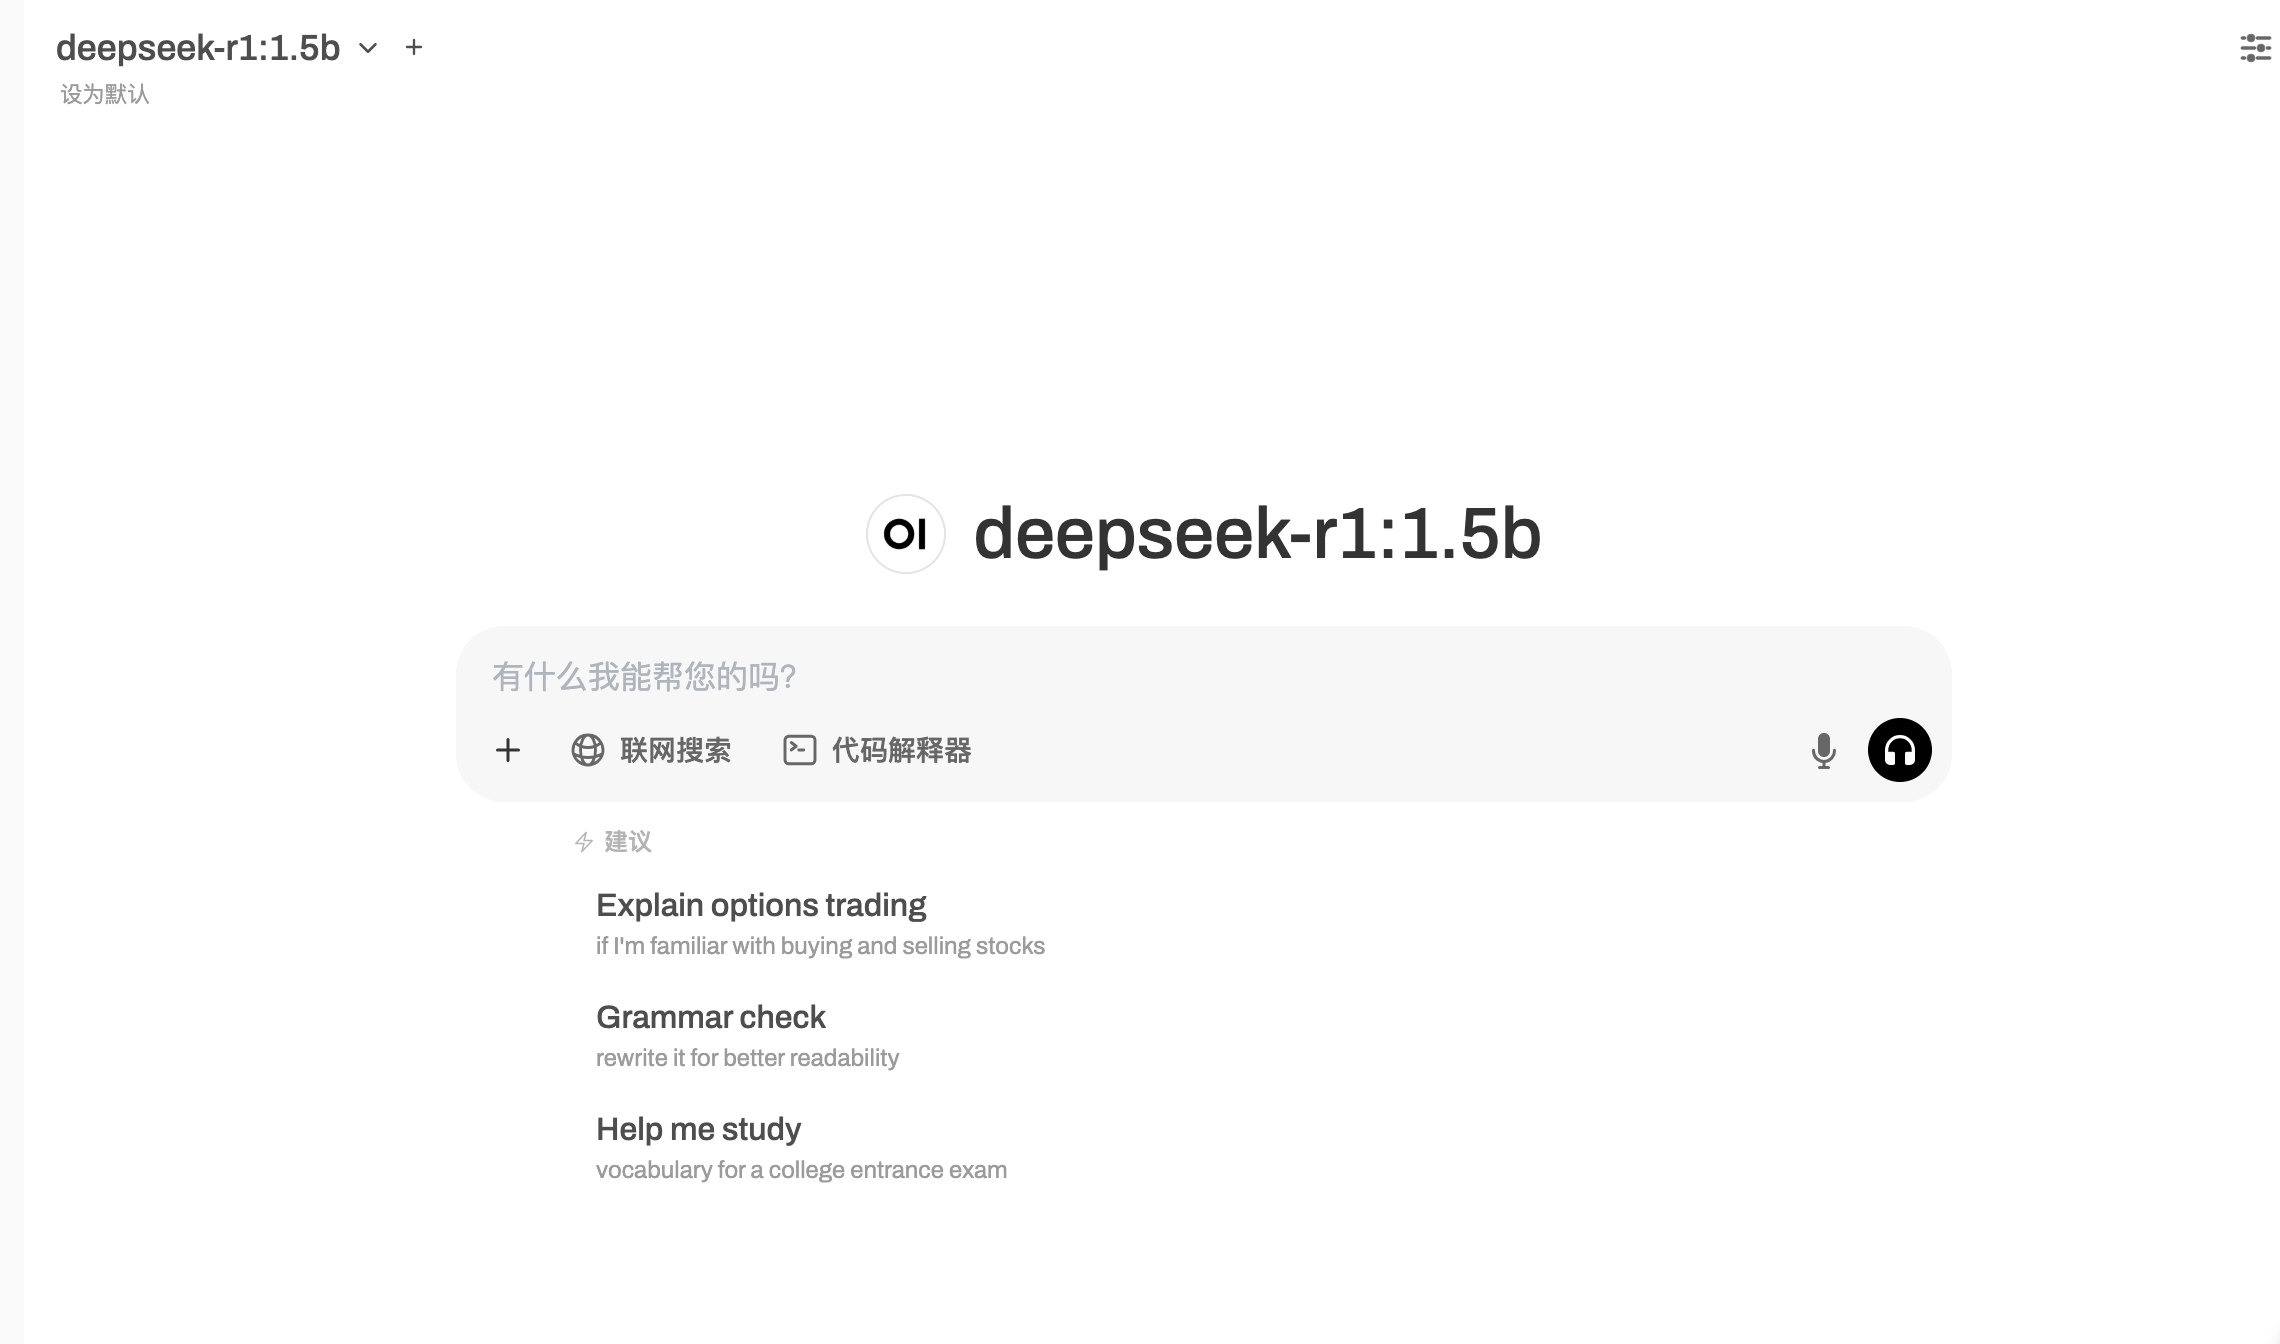 deepseek-r1:1.5b
设为默认
OI deepseek-r1:1.5b
有什么我能帮您的吗?
联网搜索 代码解释器
建议
Explain options trading
if I'm familiar with buying and selling stocks
Grammar check
rewrite it for better readability
Help me study
vocabulary for a college entrance exam